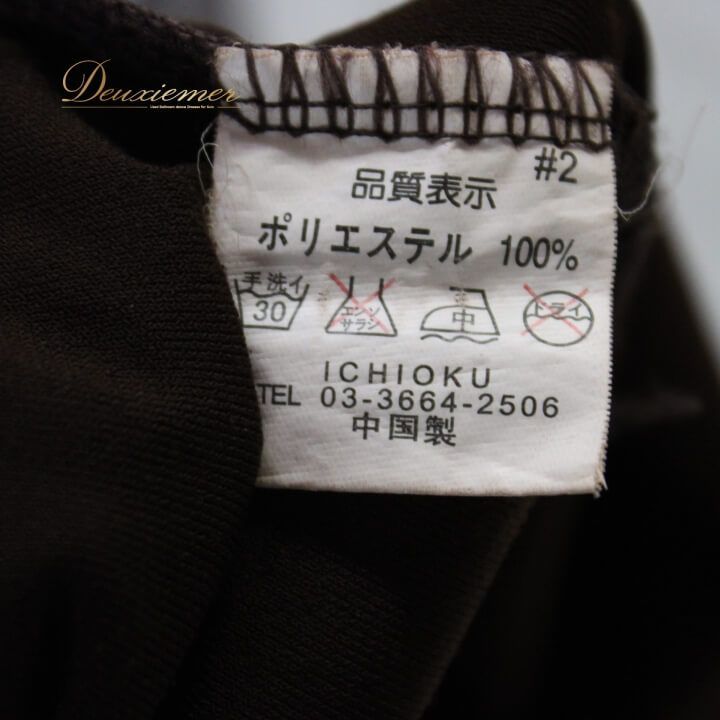 Deuxiemer
#2
品質表示
ポリエステル 100%
手洗イ
30
エンソ
サラシ
中
ドライ
ICHIOKU
TEL 03-3664-2506
中国製